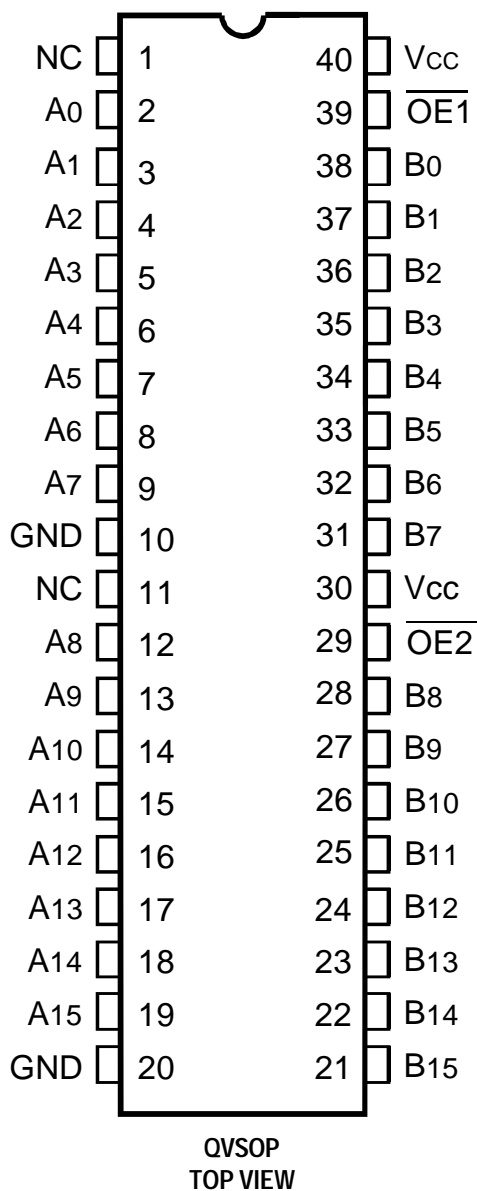 NC 1 40 Vcc
A0 2 39 OE1
A1 3 38 B0
A2 4 37 B1
A3 5 36 B2
A4 6 35 B3
A5 7 34 B4
A6 8 33 B5
A7 9 32 B6
GND 10 31 B7
NC 11 30 Vcc
A8 12 29 OE2
A9 13 28 B8
A10 14 27 B9
A11 15 26 B10
A12 16 25 B11
A13 17 24 B12
A14 18 23 B13
A15 19 22 B14
GND 20 21 B15
QVSOP
TOP VIEW